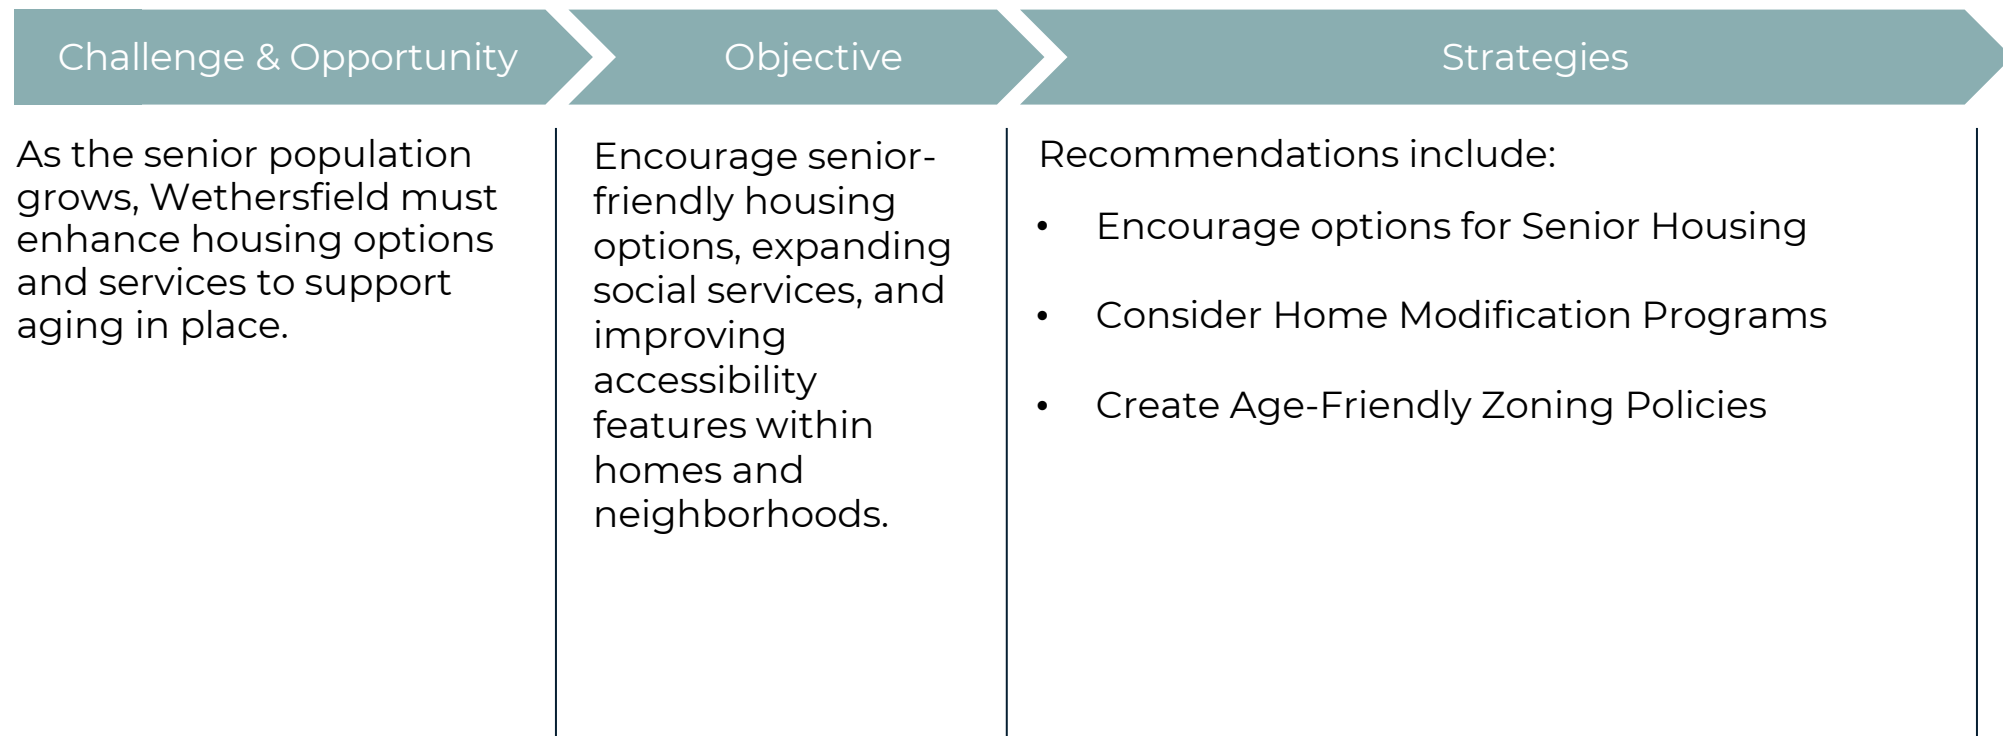 Challenge & Opportunity
Objective
Strategies
As the senior population
grows, Wethersfield must
enhance housing options
and services to support
aging in place.
Encourage senior-
friendly housing
options, expanding
social services, and
improving
accessibility
features within
homes and
neighborhoods.
Recommendations include:
• Encourage options for Senior Housing
• Consider Home Modification Programs
• Create Age-Friendly Zoning Policies